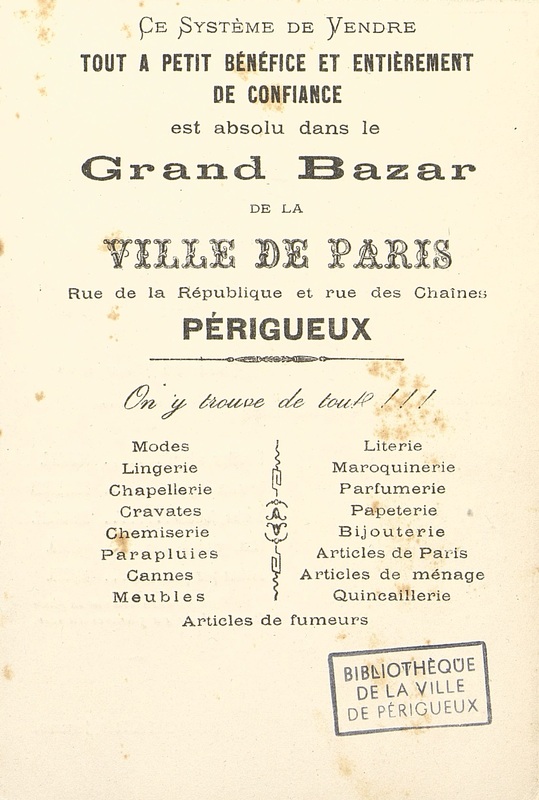 Ce Système de Vendre
TOUT A PETIT BÉNÉFICE ET ENTIÈREMENT
DE CONFIANCE
est absolu dans le
Grand Bazar
DE LA
VILLE DE PARIS
Rue de la République et rue des Chaînes
PÉRIGUEUX
On y trouve de tout !!!
Modes
Lingerie
Chapellerie
Cravates
Chemiserie
Parapluies
Cannes
Meubles
Literie
Maroquinerie
Parfumerie
Papeterie
Bijouterie
Articles de Paris
Articles de ménage
Quincaillerie
Articles de fumeurs
BIBLIOTHÈQUE
DE LA VILLE
DE PÉRIGUEUX